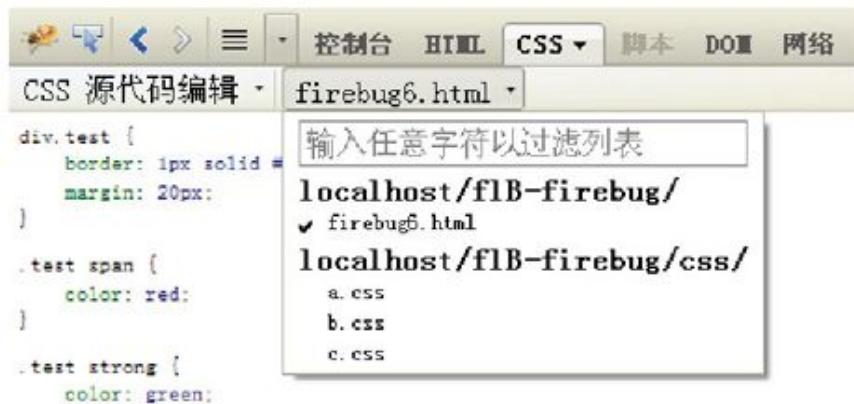 控制台 HTML CSS 脚本 DOM 网络
CSS 源代码编辑 firebug6.html
输入任意字符以过滤列表
localhost/flB-firebug/
firebug6.html
localhost/flB-firebug/css/
a.css
b.css
c.css
div.test {
border: 1px solid #
margin: 20px;
}
.test span {
color: red;
}
.test strong {
color: green;